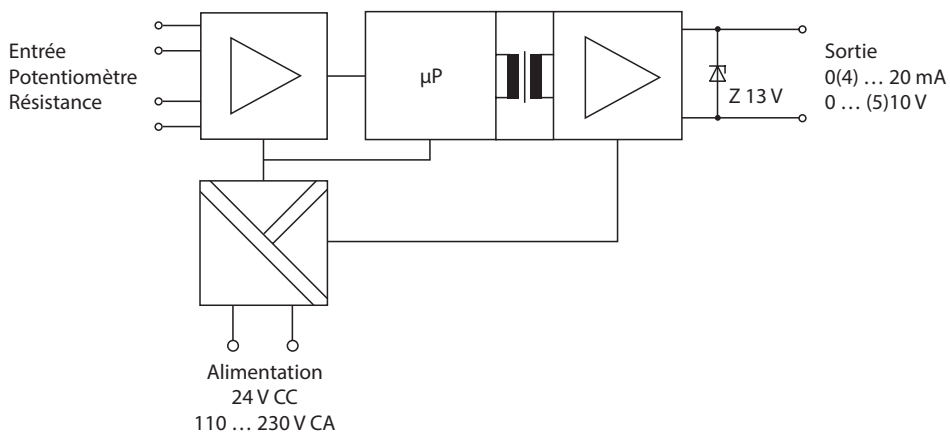 Entrée
Potentiomètre
Résistance
µP
Z 13 V
Sortie
0(4) … 20 mA
0 … (5)10 V
Alimentation
24 V CC
110 … 230 V CA